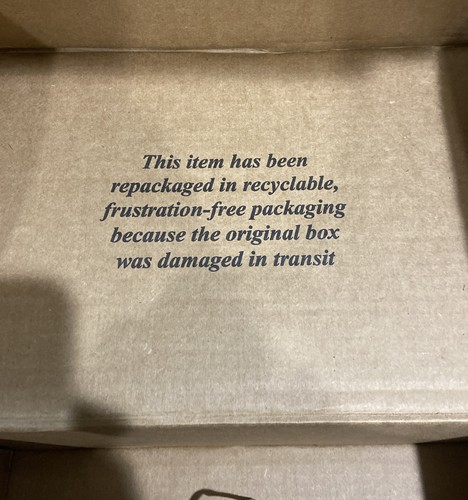 This item has been
repackaged in recyclable,
frustration-free packaging
because the original box
was damaged in transit